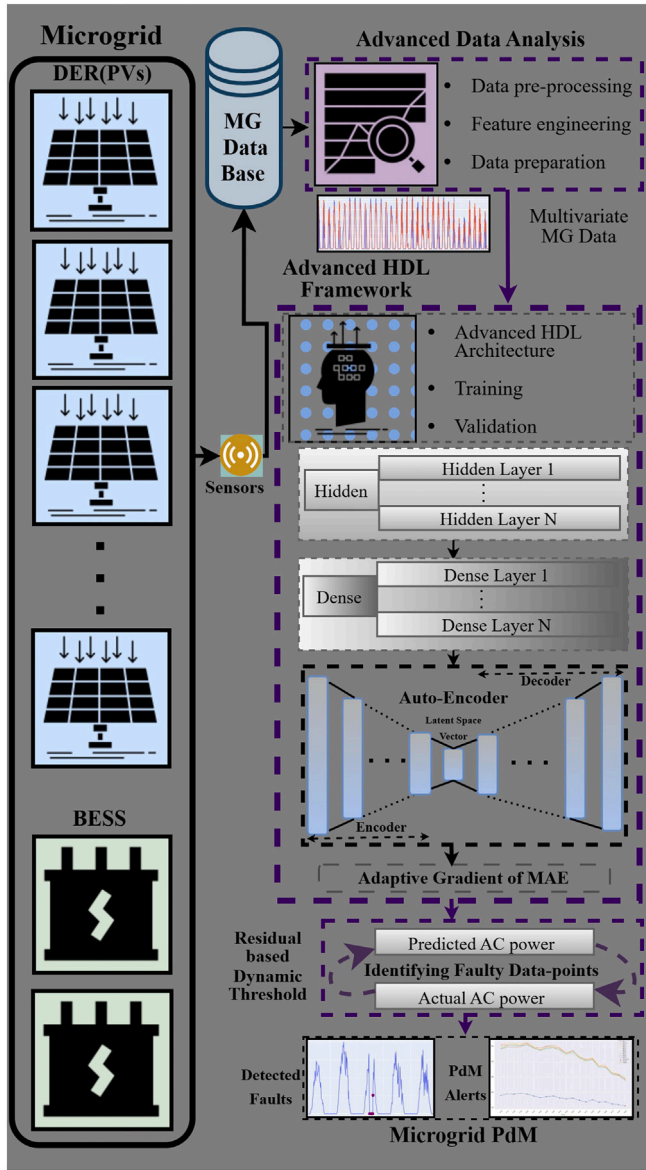 Microgrid
DER(PVs)
BESS
Sensors
MG
Data
Base
Advanced Data Analysis
• Data pre-processing
• Feature engineering
• Data preparation
Multivariate
MG Data
Advanced HDL
Framework
• Advanced HDL
Architecture
• Training
• Validation
Hidden
Hidden Layer 1
Hidden Layer N
Dense
Dense Layer 1
Dense Layer N
Decoder
Auto-Encoder
Latent Space
Vector
Encoder
Adaptive Gradient of MAE
Residual
based
Dynamic
Threshold
Predicted AC power
Identifying Faulty Data-points
Actual AC power
Detected
Faults
PdM
Alerts
Microgrid PdM